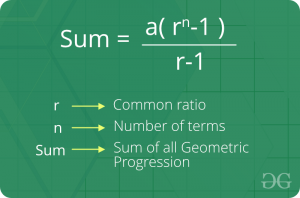 Sum = a( rⁿ-1 ) / r-1
r → Common ratio
n → Number of terms
Sum → Sum of all Geometric
Progression